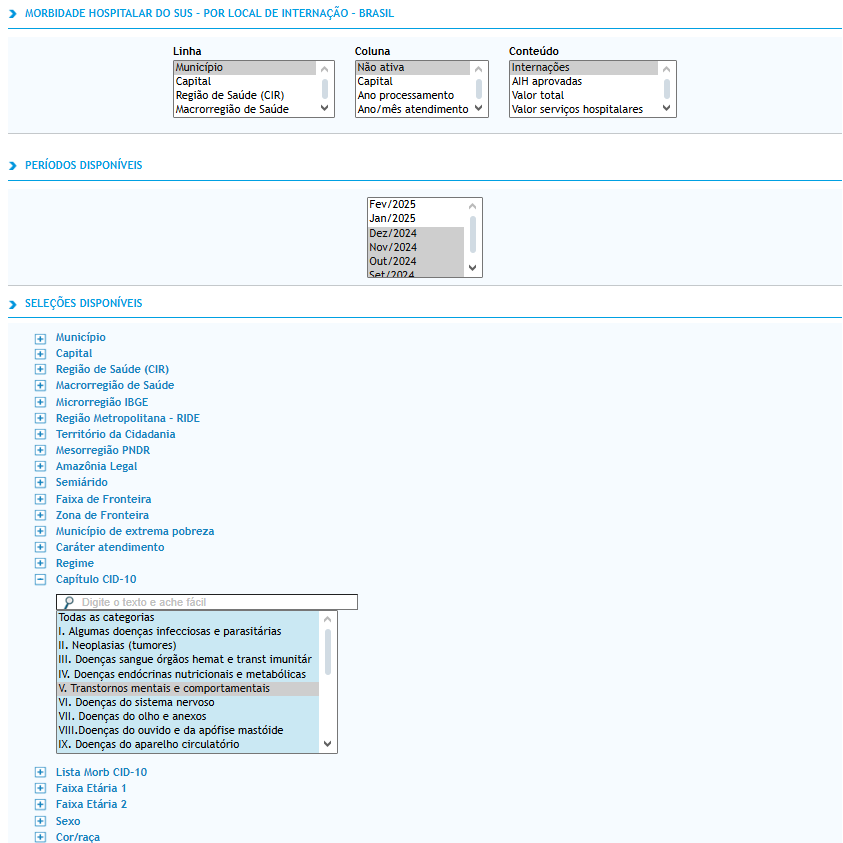 MORBIDADE HOSPITALAR DO SUS - POR LOCAL DE INTERNAÇÃO - BRASIL
Linha
Coluna
Conteúdo
Município
Capital
Região de Saúde (CIR)
Macrorregião de Saúde
Não ativa
Capital
Ano processamento
Ano/mês atendimento
Internações
AIH aprovadas
Valor total
Valor serviços hospitalares
PERÍODOS DISPONÍVEIS
Fev/2025
Jan/2025
Dez/2024
Nov/2024
Out/2024
Set/2024
SELEÇÕES DISPONÍVEIS
Município
Capital
Região de Saúde (CIR)
Macrorregião de Saúde
Microrregião IBGE
Região Metropolitana - RIDE
Território da Cidadania
Mesorregião PNDR
Amazônia Legal
Semiárido
Faixa de Fronteira
Zona de Fronteira
Município de extrema pobreza
Caráter atendimento
Regime
Capítulo CID-10
Digite o texto e ache fácil
Todas as categorias
I. Algumas doenças infecciosas e parasitárias
II. Neoplasias (tumores)
III. Doenças sangue órgãos hemat e transt imunitár
IV. Doenças endócrinas nutricionais e metabólicas
V. Transtornos mentais e comportamentais
VI. Doenças do sistema nervoso
VII. Doenças do olho e anexos
VIII.Doenças do ouvido e da apófise mastóide
IX. Doenças do aparelho circulatório
Lista Morb CID-10
Faixa Etária 1
Faixa Etária 2
Sexo
Cor/raça